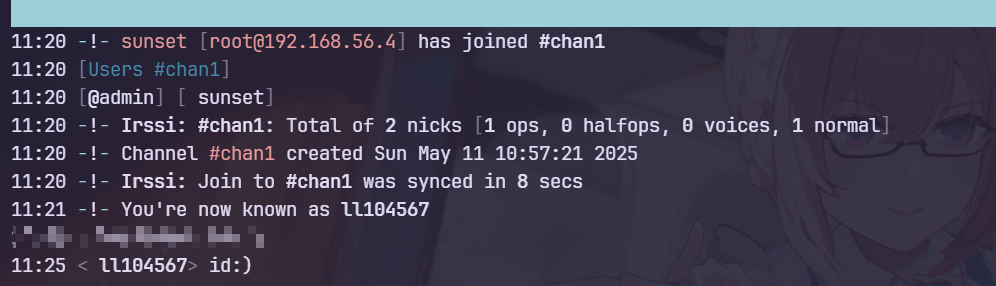 11:20 -!- sunset [root@192.168.56.4] has joined #chan1
11:20 [Users #chan1]
11:20 [@admin] [ sunset]
11:20 -!- Irssi: #chan1: Total of 2 nicks [1 ops, 0 halfops, 0 voices, 1 normal]
11:20 -!- Channel #chan1 created Sun May 11 10:57:21 2025
11:20 -!- Irssi: Join to #chan1 was synced in 8 secs
11:21 -!- You're now known as ll104567
11:25 < ll104567> id:)